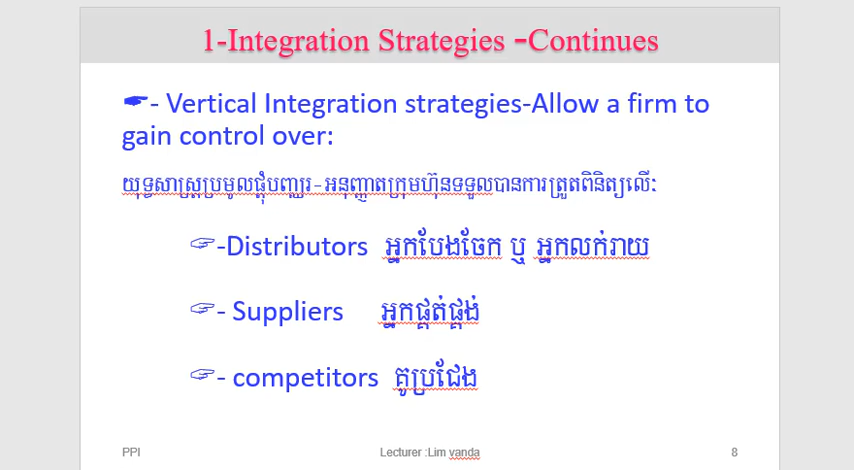 1-Integration Strategies -Continues
☛- Vertical Integration strategies-Allow a firm to
gain control over:
យុទ្ធសាស្ត្រប្រមូលផ្តុំបញ្ឈរ-អនុញ្ញាតក្រុមហ៊ុនទទួលបានការត្រួតពិនិត្យលើ:
☞-Distributors អ្នកបែងចែក ឬ អ្នកលក់រាយ
☞- Suppliers អ្នកផ្គត់ផ្គង់
☞- competitors គូប្រជែង
PPI Lecturer :Lim vanda 8